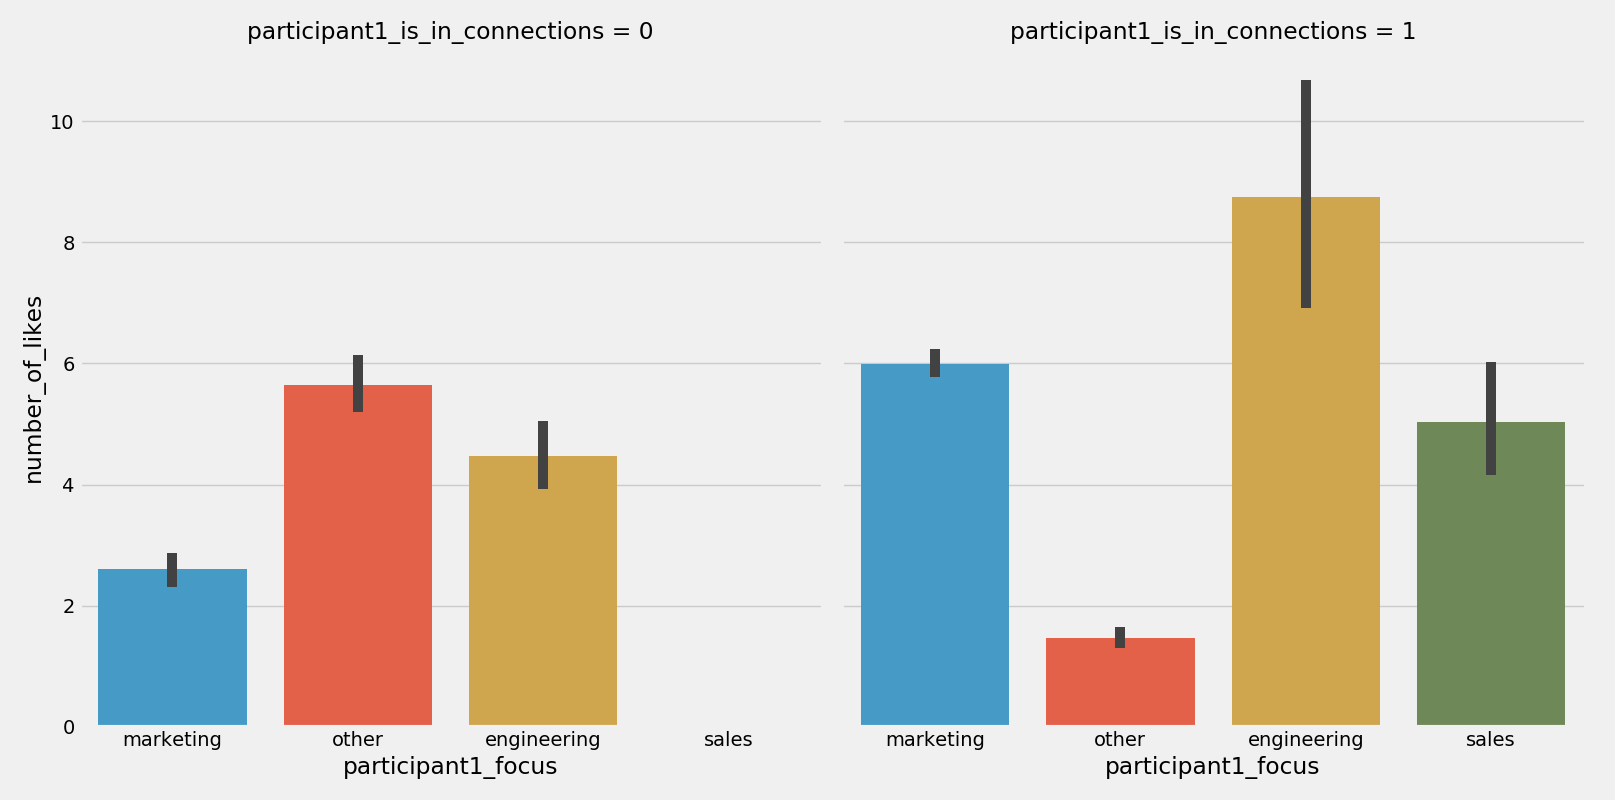 participant1_is_in_connections = 0
participant1_is_in_connections = 1
number_of_likes
10
8
6
4
2
0
marketing other engineering sales
marketing other engineering sales
participant1_focus
participant1_focus